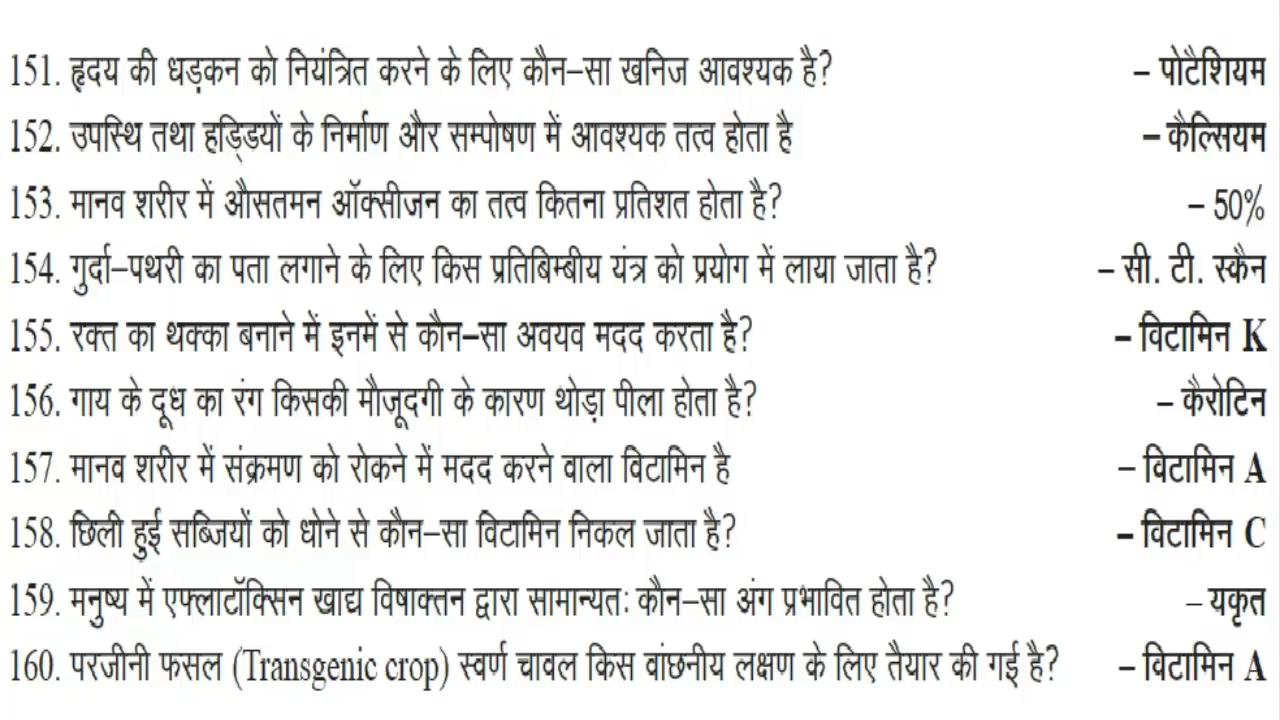 151. हृदय की धड़कन को नियंत्रित करने के लिए कौन-सा खनिज आवश्यक है? – पोटैशियम
152. उपस्थि तथा हड्डियों के निर्माण और सम्पोषण में आवश्यक तत्व होता है – कैल्सियम
153. मानव शरीर में औसतमन ऑक्सीजन का तत्व कितना प्रतिशत होता है? – 50%
154. गुर्दा-पथरी का पता लगाने के लिए किस प्रतिबिम्बीय यंत्र को प्रयोग में लाया जाता है? – सी. टी. स्कैन
155. रक्त का थक्का बनाने में इनमें से कौन-सा अवयव मदद करता है? – विटामिन K
156. गाय के दूध का रंग किसकी मौजूदगी के कारण थोड़ा पीला होता है? – कैरोटिन
157. मानव शरीर में संक्रमण को रोकने में मदद करने वाला विटामिन है – विटामिन A
158. छिली हुई सब्जियों को धोने से कौन-सा विटामिन निकल जाता है? – विटामिन C
159. मनुष्य में एफ्लाटॉक्सिन खाद्य विषाक्तन द्वारा सामान्यतः कौन-सा अंग प्रभावित होता है? – यकृत
160. परजीनी फसल (Transgenic crop) स्वर्ण चावल किस वांछनीय लक्षण के लिए तैयार की गई है? – विटामिन A